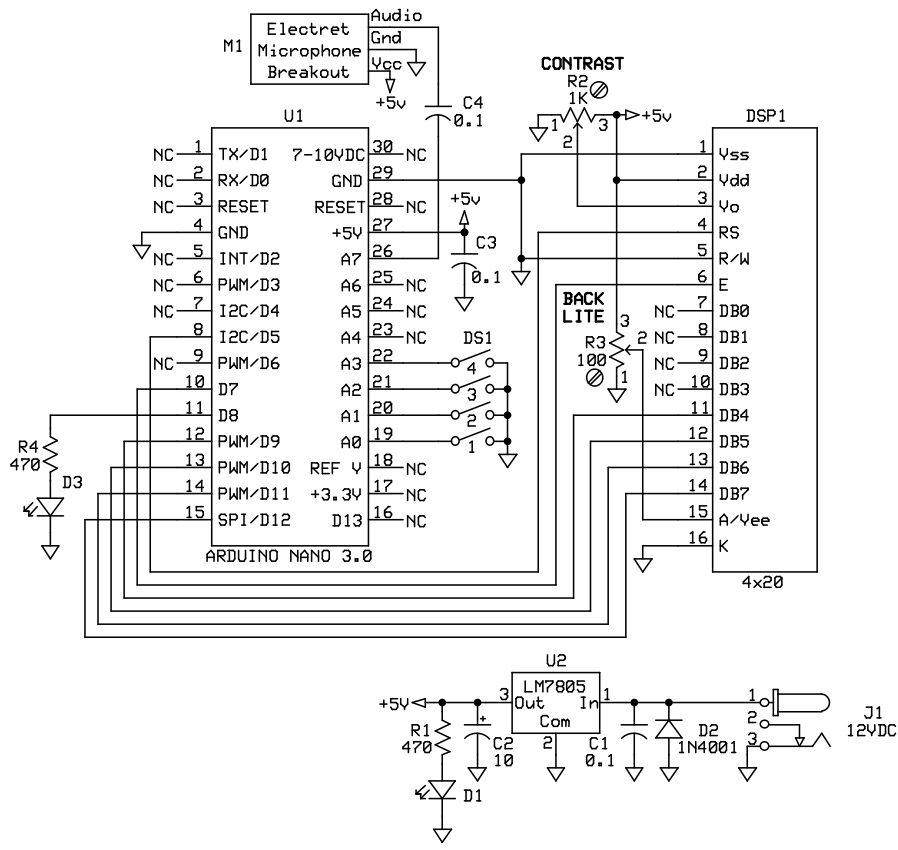 Audio
Electret
Gnd
M1
Microphone
Vcc
Breakout
+5v
C4
0.1
CONTRAST
R2
1K
1
3
+5v
2
U1
DSP1
NC 1 TX/D1 7-10VDC 30 NC
NC 2 RX/D0 GND 29
NC 3 RESET RESET 28 NC
4 GND +5V 27
NC 5 INT/D2 A7 26
NC 6 PWM/D3 A6 25 NC
NC 7 I2C/D4 A5 24 NC
8 I2C/D5 A4 23 NC
NC 9 PWM/D6 A3 22
10 D7 A2 21
11 D8 A1 20
12 PWM/D9 A0 19
13 PWM/D10 REF V 18 NC
14 PWM/D11 +3.3V 17 NC
15 SPI/D12 D13 16 NC
ARDUINO NANO 3.0
+5v
C3
0.1
DS1
4
3
2
1
R4
470
D3
BACK
LITE
3
R3
2
100
1
1 Vss
2 Vdd
3 Vo
4 RS
5 R/W
6 E
NC 7 DB0
NC 8 DB1
NC 9 DB2
NC 10 DB3
11 DB4
12 DB5
13 DB6
14 DB7
15 A/Vee
16 K
4x20
U2
LM7805
+5V
3
Out
In
1
Com
2
R1
470
D1
+
C2
10
C1
0.1
D2
1N4001
1
2
3
J1
12VDC